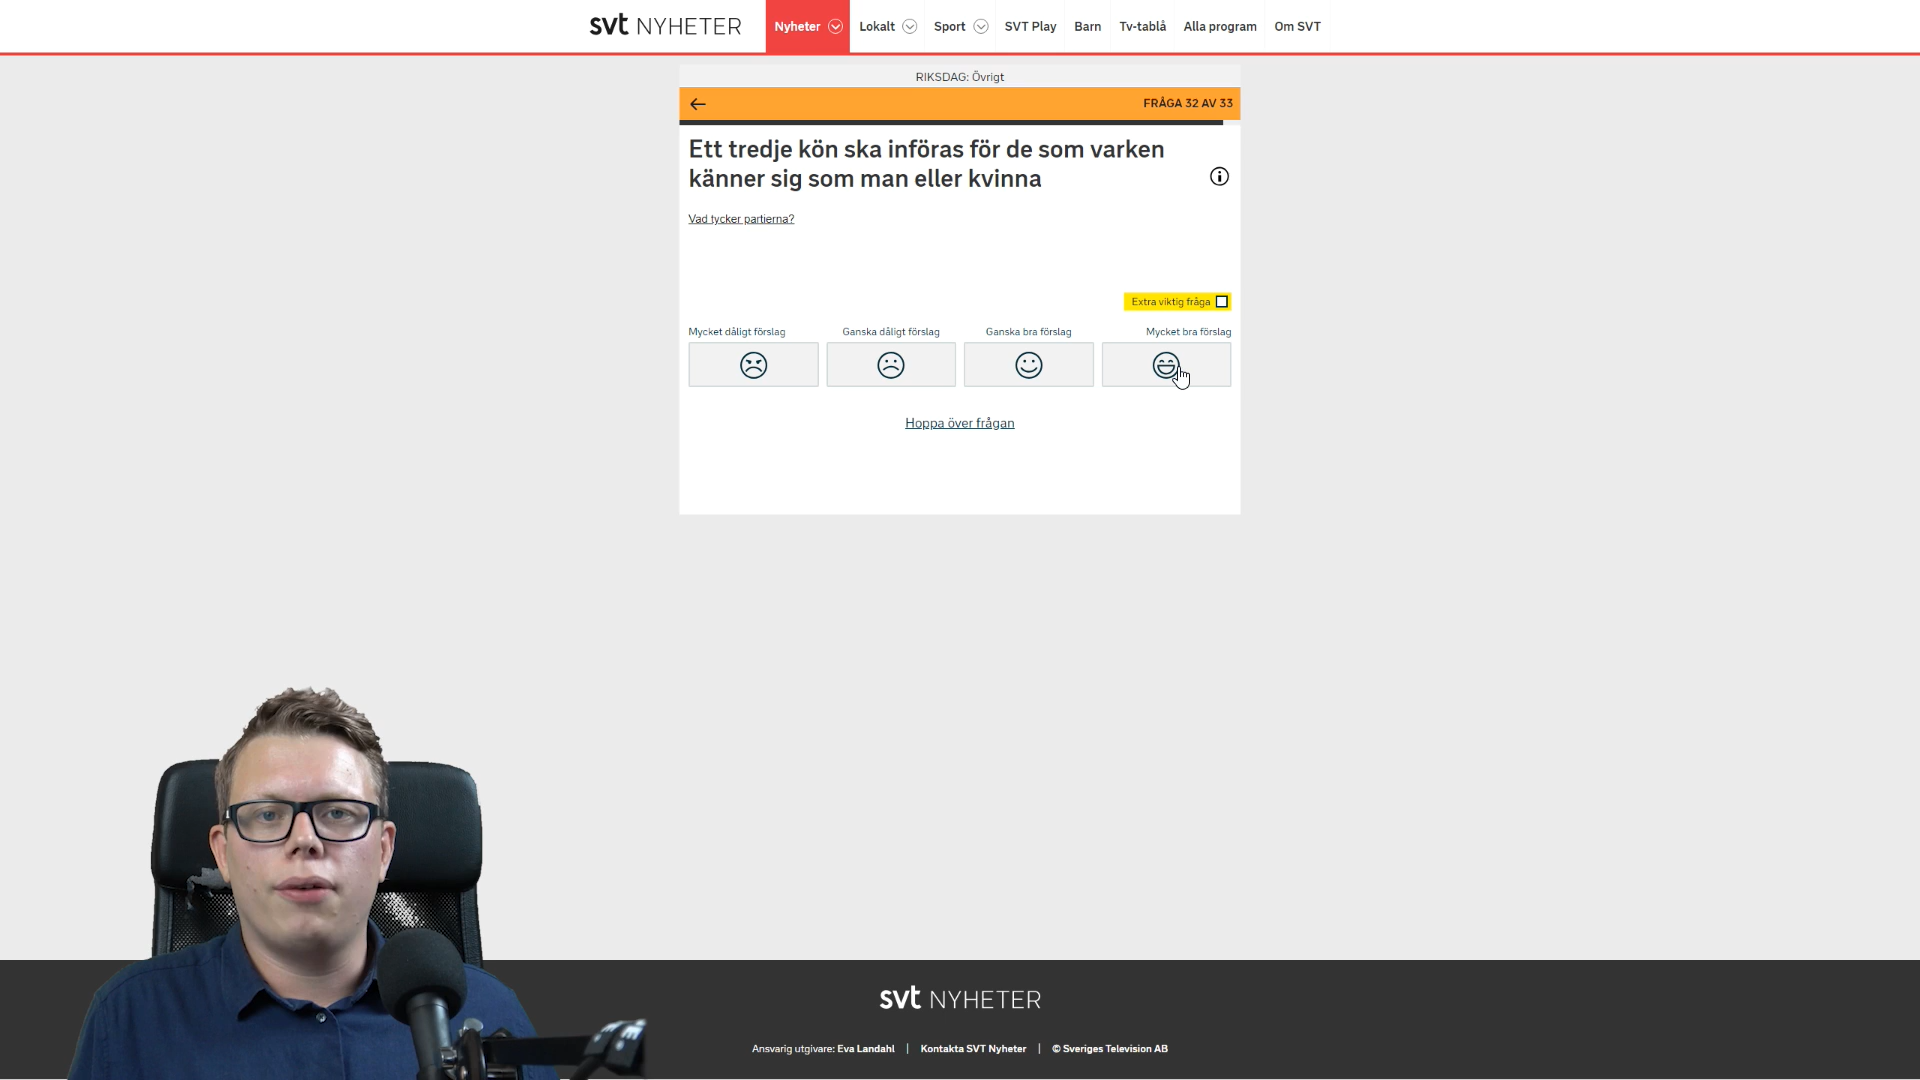 svt NYHETER
Nyheter
Lokalt
Sport
SVT Play
Barn
Tv-tablå
Alla program
Om SVT
RIKSDAG: Övrigt
FRÅGA 32 AV 33
Ett tredje kön ska införas för de som varken
känner sig som man eller kvinna
Vad tycker partierna?
Extra viktig fråga
Mycket dåligt förslag
Ganska dåligt förslag
Ganska bra förslag
Mycket bra förslag
Hoppa över frågan
svt NYHETER
Ansvarig utgivare: Eva Landahl | Kontakta SVT Nyheter | © Sveriges Television AB